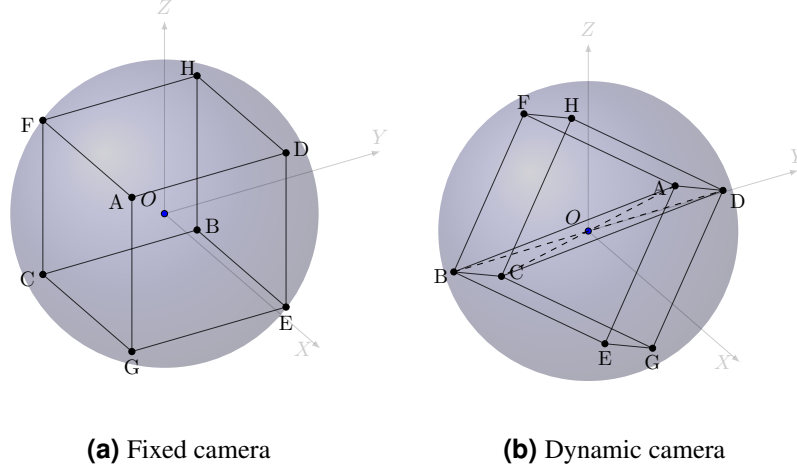 Z
H
F
Y
D
A O
B
C
E
X
G
(a) Fixed camera
Z
F H
Y
A
D
O
B C
X
E G
(b) Dynamic camera